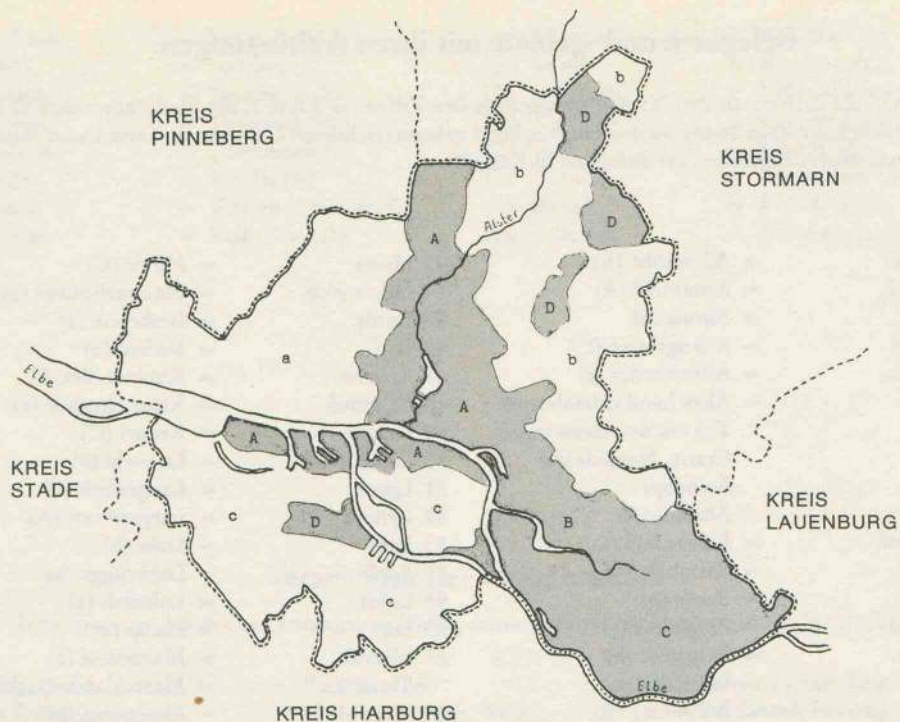 KREIS
PINNEBERG
KREIS
STORMARN
KREIS
STADE
KREIS
LAUENBURG
KREIS HARBURG
b
D
b
A
Alster
D
D
a
b
Elbe
A
A
A
c
D
c
B
c
C
Elbe